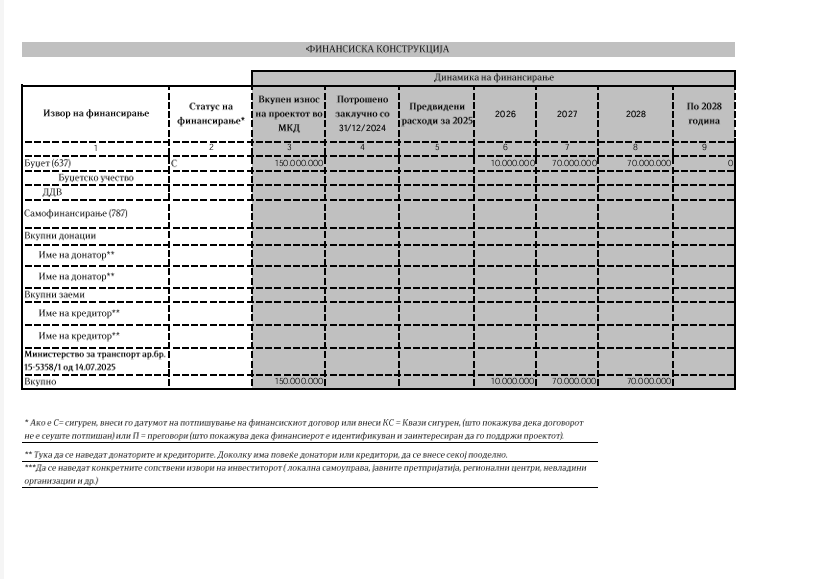 ФИНАНСИСКА КОНСТРУКЦИЈА
Динамика на финансирање
Извор на финансирање Статус на финансирање* Вкупен износ на проектот во МКД Потрошено заклучно со 31/12/2024 Предвидени расходи за 2025 2026 2027 2028 По 2028 година
1 2 3 4 5 6 7 8 9
Буџет (637) С 150.000.000 10.000.000 70.000.000 70.000.000 0
Буџетско учество
ДДВ
Самофинансирање (787)
Вкупни донации
Име на донатор**
Име на донатор**
Вкупни заеми
Име на кредитор**
Име на кредитор**
Министерство за транспорт ар.бр.
15-5358/1 од 14.07.2025
Вкупно 150.000.000 10.000.000 70.000.000 70.000.000
* Ако е С= сигурен, внеси го датумот на потпишување на финансискиот договор или внеси КС = Квази сигурен, (што покажува дека договорот
не е сеуште потпишан) или П = преговори (што покажува дека финансиерот е идентификуван и заинтересиран да го поддржи проектот).
** Тука да се наведат донаторите и кредиторите. Доколку има повеќе донатори или кредитори, да се внесе секој пооделно.
***Да се наведат конкретните сопствени извори на инвеститорот ( локална самоуправа, јавните претпријатија, регионални центри, невладини
организации и др.)